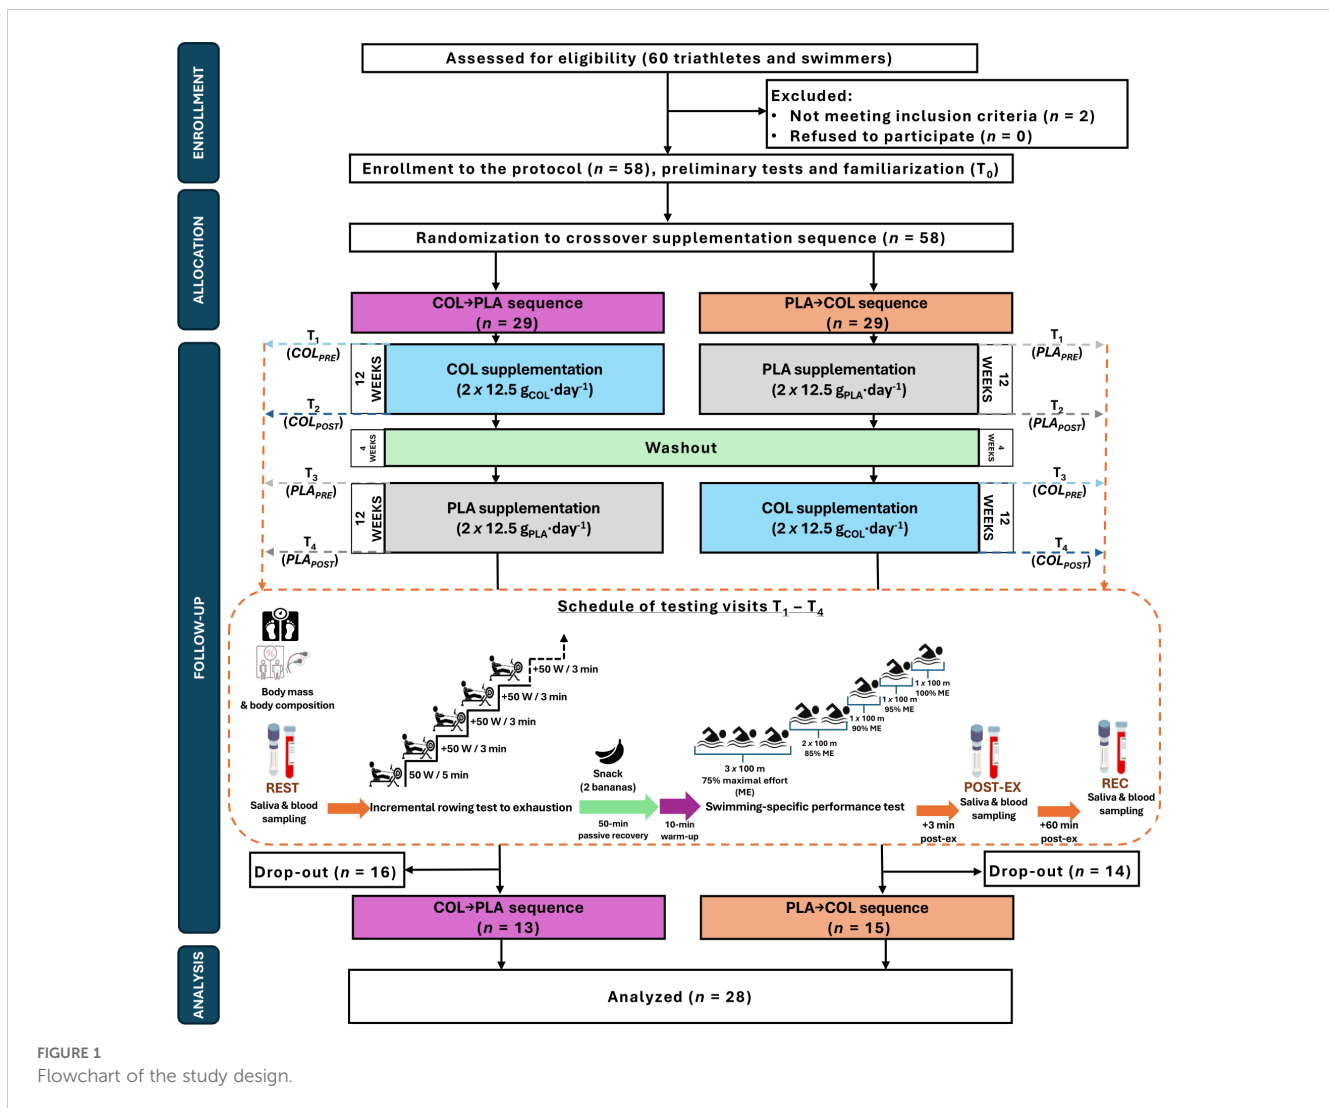 ENROLLMENT
Assessed for eligibility (60 triathletes and swimmers)
Excluded:
• Not meeting inclusion criteria (n = 2)
• Refused to participate (n = 0)
Enrollment to the protocol (n = 58), preliminary tests and familiarization (T0)
ALLOCATION
Randomization to crossover supplementation sequence (n = 58)
COL→PLA sequence
(n = 29)
PLA→COL sequence
(n = 29)
FOLLOW-UP
T1
(COLPRE)
12
WEEKS
COL supplementation
(2 x 12.5 gCOL·day-1)
T2
(COLPOST)
PLA supplementation
(2 x 12.5 gPLA·day-1)
12
WEEKS
T1
(PLAPRE)
T2
(PLAPOST)
4
WEEKS
Washout
4
WEEKS
T3
(PLAPRE)
12
WEEKS
PLA supplementation
(2 x 12.5 gPLA·day-1)
T4
(PLAPOST)
COL supplementation
(2 x 12.5 gCOL·day-1)
12
WEEKS
T3
(COLPRE)
T4
(COLPOST)
Schedule of testing visits T1 – T4
%
Body mass
& body composition
REST
Saliva & blood
sampling
50 W / 5 min
+50 W / 3 min
+50 W / 3 min
+50 W / 3 min
+50 W / 3 min
Incremental rowing test to exhaustion
Snack
(2 bananas)
50-min
passive recovery
10-min
warm-up
3 x 100 m
75% maximal effort
(ME)
2 x 100 m
85% ME
1 x 100 m
90% ME
1 x 100 m
95% ME
1 x 100 m
100% ME
Swimming-specific performance test
+3 min
post-ex
POST-EX
Saliva & blood
sampling
+60 min
post-ex
REC
Saliva & blood
sampling
Drop-out (n = 16)
Drop-out (n = 14)
COL→PLA sequence
(n = 13)
PLA→COL sequence
(n = 15)
ANALYSIS
Analyzed (n = 28)
FIGURE 1
Flowchart of the study design.